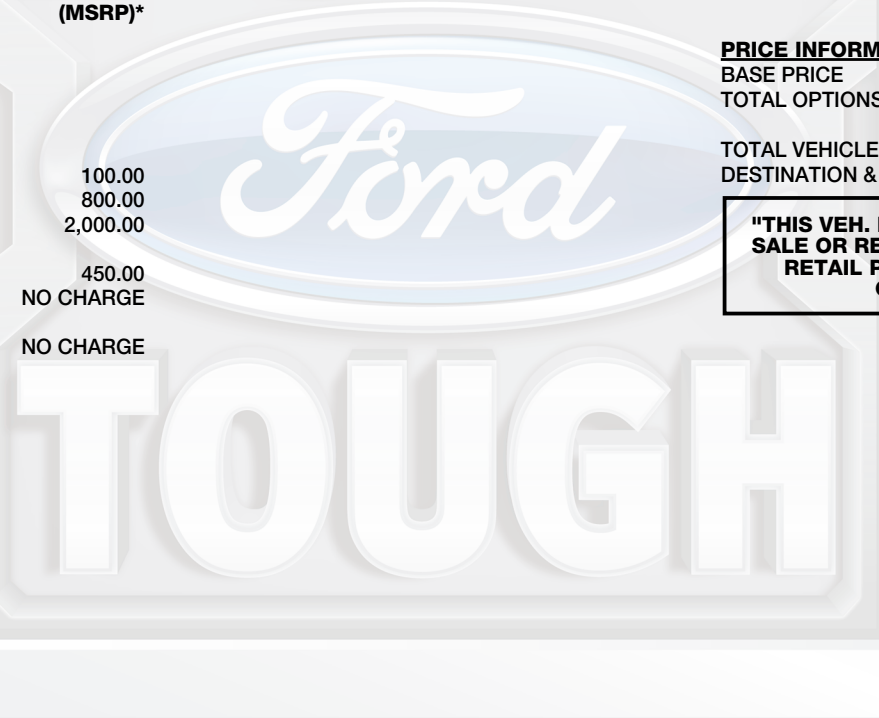 (MSRP)*
100.00
800.00
2,000.00
450.00
NO CHARGE
NO CHARGE
PRICE INFORM
BASE PRICE
TOTAL OPTIONS
TOTAL VEHICLE
DESTINATION &
"THIS VEH.
SALE OR RE
RETAIL P
Ford
TOUGH